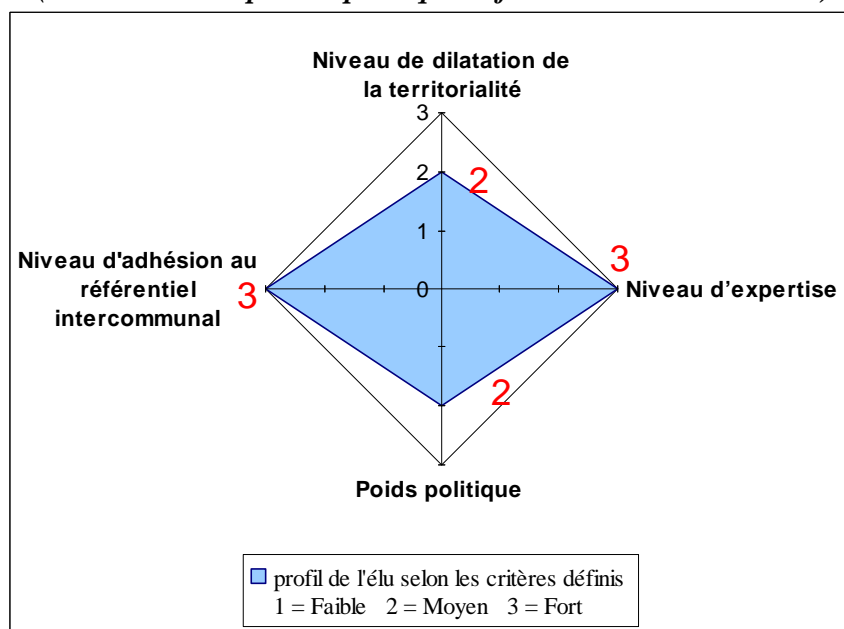 Niveau de dilatation de
la territorialité
3
2
2
1
3
Niveau d'adhésion au
référentiel
intercommunal
3
0
Niveau d’expertise
2
Poids politique
profil de l'élu selon les critères définis
1 = Faible 2 = Moyen 3 = Fort